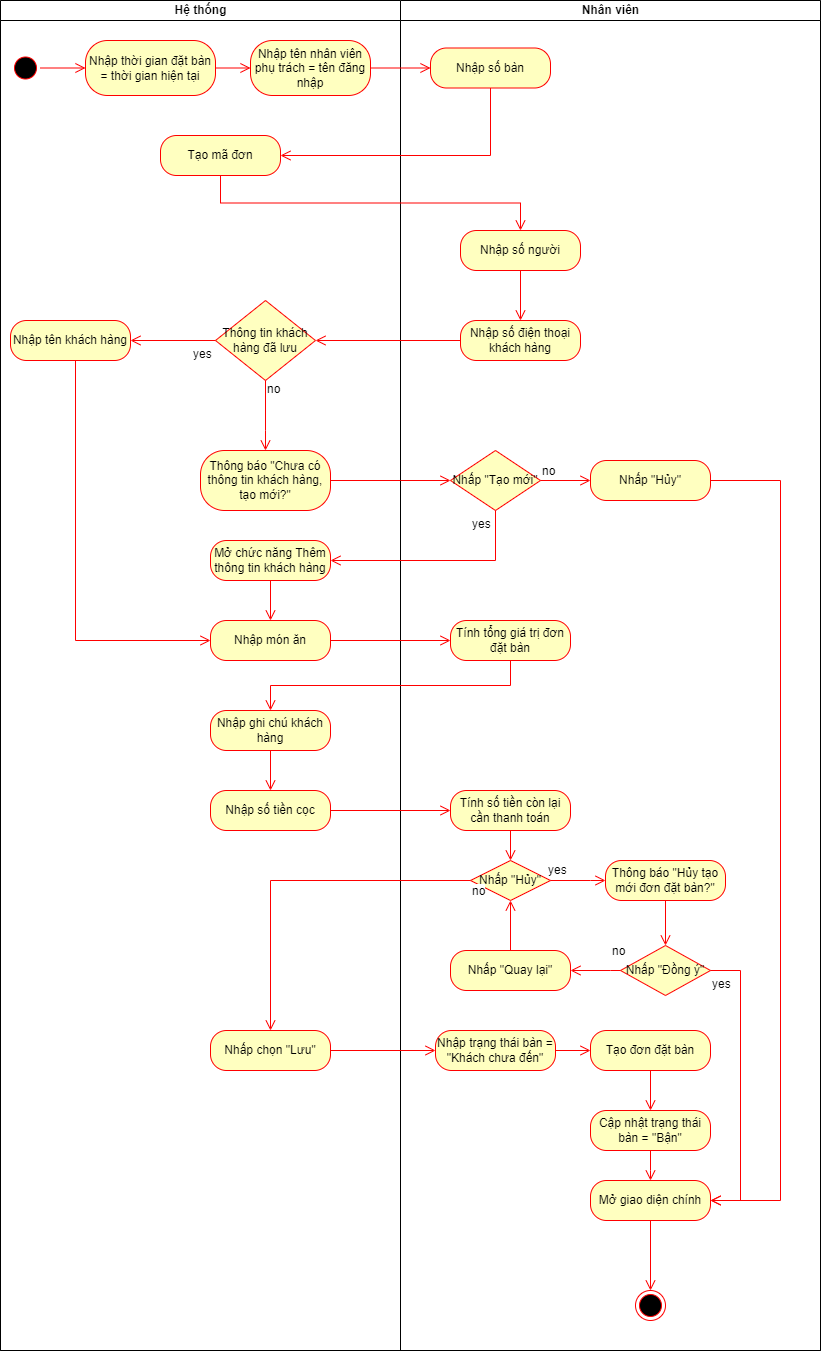 Hệ thống
Nhân viên
Nhập thời gian đặt bàn
= thời gian hiện tại
Nhập tên nhân viên
phụ trách = tên đăng
nhập
Nhập số bàn
Tạo mã đơn
Nhập số người
Nhập số điện thoại
khách hàng
Thông tin khách
hàng đã lưu
yes
no
Nhập tên khách hàng
Thông báo "Chưa có
thông tin khách hàng,
tạo mới?"
Nhấp "Tạo mới"
no
yes
Nhấp "Hủy"
Mở chức năng Thêm
thông tin khách hàng
Nhập món ăn
Tính tổng giá trị đơn
đặt bàn
Nhập ghi chú khách
hàng
Nhập số tiền cọc
Tính số tiền còn lại
cần thanh toán
Nhấp "Hủy"
yes
no
Thông báo "Hủy tạo
mới đơn đặt bàn?"
Nhấp "Đồng ý"
no
yes
Nhấp "Quay lại"
Nhấp chọn "Lưu"
Nhập trạng thái bàn =
"Khách chưa đến"
Tạo đơn đặt bàn
Cập nhật trạng thái
bàn = "Bận"
Mở giao diện chính